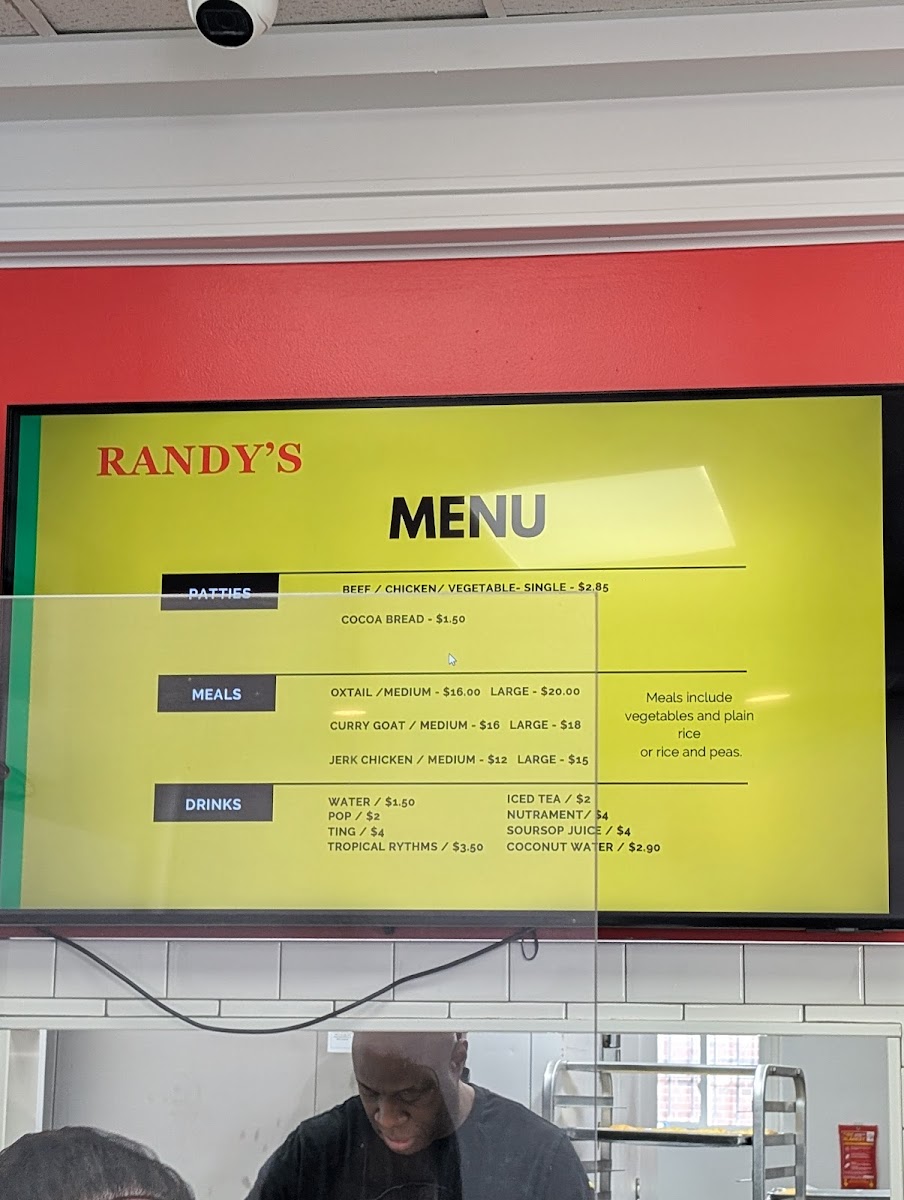 RANDY'S
MENU
PATTIES
BEEF / CHICKEN/ VEGETABLE- SINGLE - $2.85
COCOA BREAD - $1.50
MEALS
OXTAIL /MEDIUM - $16.00 LARGE - $20.00
CURRY GOAT / MEDIUM - $16 LARGE - $18
JERK CHICKEN / MEDIUM - $12 LARGE - $15
Meals include
vegetables and plain
rice
or rice and peas.
DRINKS
WATER / $1.50
POP / $2
TING / $4
TROPICAL RYTHMS / $3.50
ICED TEA / $2
NUTRAMENT/ $4
SOURSOP JUICE / $4
COCONUT WATER / $2.90